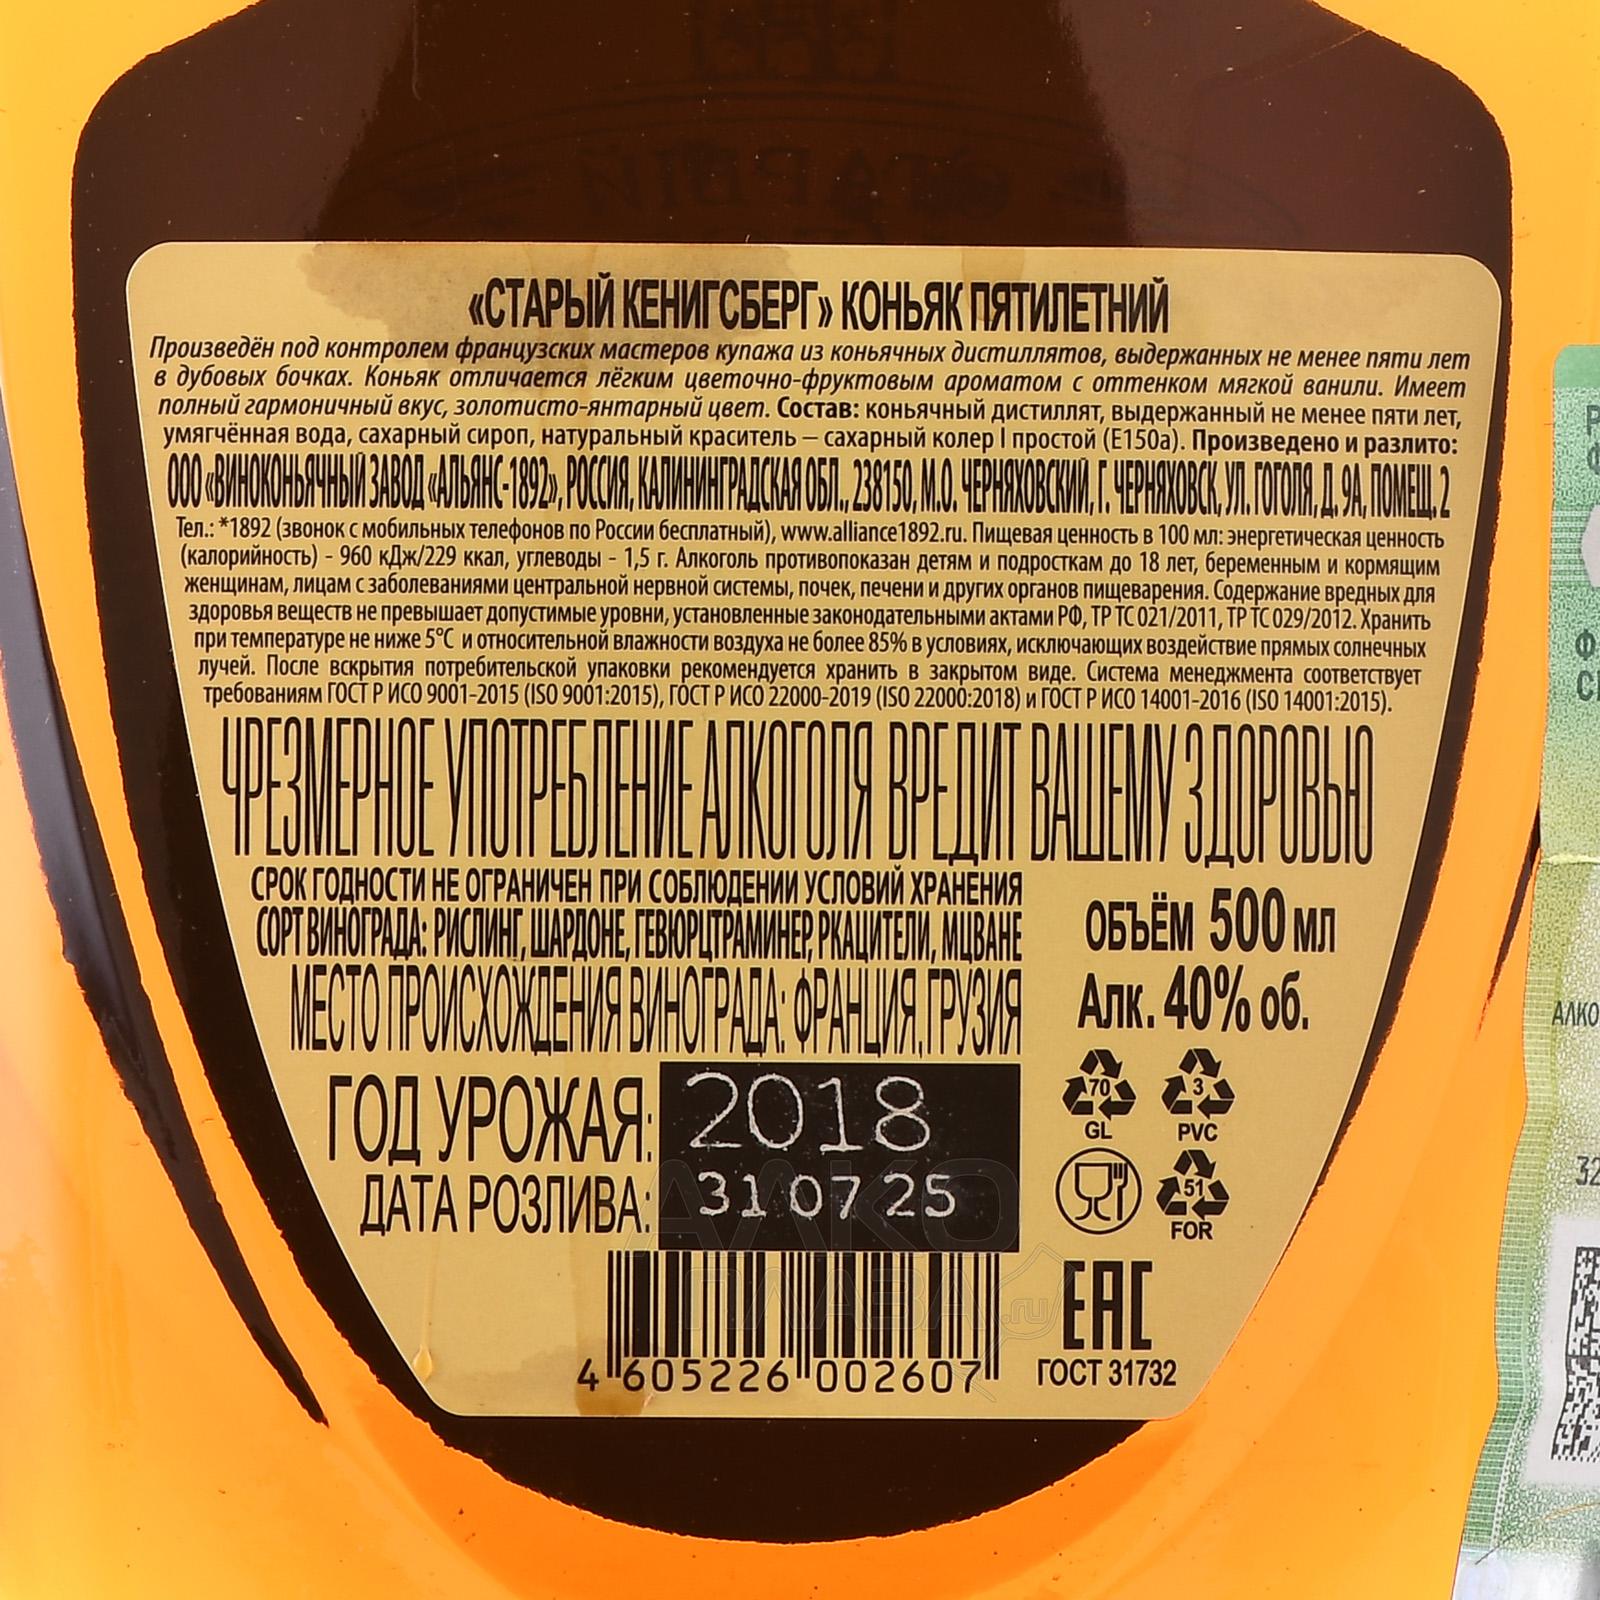 «СТАРЫЙ КЕНИГСБЕРГ» КОНЬЯК ПЯТИЛЕТНИЙ
Произведён под контролем французских мастеров купажа из коньячных дистиллятов, выдержанных не менее пяти лет
в дубовых бочках. Коньяк отличается лёгким цветочно-фруктовым ароматом с оттенком мягкой ванили. Имеет
полный гармоничный вкус, золотисто-янтарный цвет. Состав: коньячный дистиллят, выдержанный не менее пяти лет,
умягчённая вода, сахарный сироп, натуральный краситель – сахарный колер I простой (Е150а). Произведено и разлито:
ООО «ВИНОКОНЬЯЧНЫЙ ЗАВОД «АЛЬЯНС-1892», РОССИЯ, КАЛИНИНГРАДСКАЯ ОБЛ., 238150, М.О. ЧЕРНЯХОВСКИЙ, Г. ЧЕРНЯХОВСК, УЛ. ГОГОЛЯ, Д. 9А, ПОМЕЩ. 2
Тел.: *1892 (звонок с мобильных телефонов по России бесплатный), www.alliance1892.ru. Пищевая ценность в 100 мл: энергетическая ценность
(калорийность) - 960 кДж/229 ккал, углеводы - 1,5 г. Алкоголь противопоказан детям и подросткам до 18 лет, беременным и кормящим
женщинам, лицам с заболеваниями центральной нервной системы, почек, печени и других органов пищеварения. Содержание вредных для
здоровья веществ не превышает допустимые уровни, установленные законодательными актами РФ, ТР ТС 021/2011, ТР ТС 029/2012. Хранить
при температуре не ниже 5°С и относительной влажности воздуха не более 85% в условиях, исключающих воздействие прямых солнечных
лучей. После вскрытия потребительской упаковки рекомендуется хранить в закрытом виде. Система менеджмента соответствует
требованиям ГОСТ Р ИСО 9001-2015 (ISO 9001:2015), ГОСТ Р ИСО 22000-2019 (ISO 22000:2018) и ГОСТ Р ИСО 14001-2016 (ISO 14001:2015).
ЧРЕЗМЕРНОЕ УПОТРЕБЛЕНИЕ АЛКОГОЛЯ ВРЕДИТ ВАШЕМУ ЗДОРОВЬЮ
СРОК ГОДНОСТИ НЕ ОГРАНИЧЕН ПРИ СОБЛЮДЕНИИ УСЛОВИЙ ХРАНЕНИЯ
СОРТ ВИНОГРАДА: РИСЛИНГ, ШАРДОНЕ, ГЕВЮРЦТРАМИНЕР, РКАЦИТЕЛИ, МЦВАНЕ
МЕСТО ПРОИСХОЖДЕНИЯ ВИНОГРАДА: ФРАНЦИЯ, ГРУЗИЯ
ОБЪЁМ 500 мл
Алк. 40% об.
ГОД УРОЖАЯ: 2018
ДАТА РОЗЛИВА: 31 07 25
70
GL
3
PVC
51
FOR
EAC
ГОСТ 31732
4 605226 002607
АЛКО
ПЛАЗА.ru
СТАРЫЙ
АЛКО
32